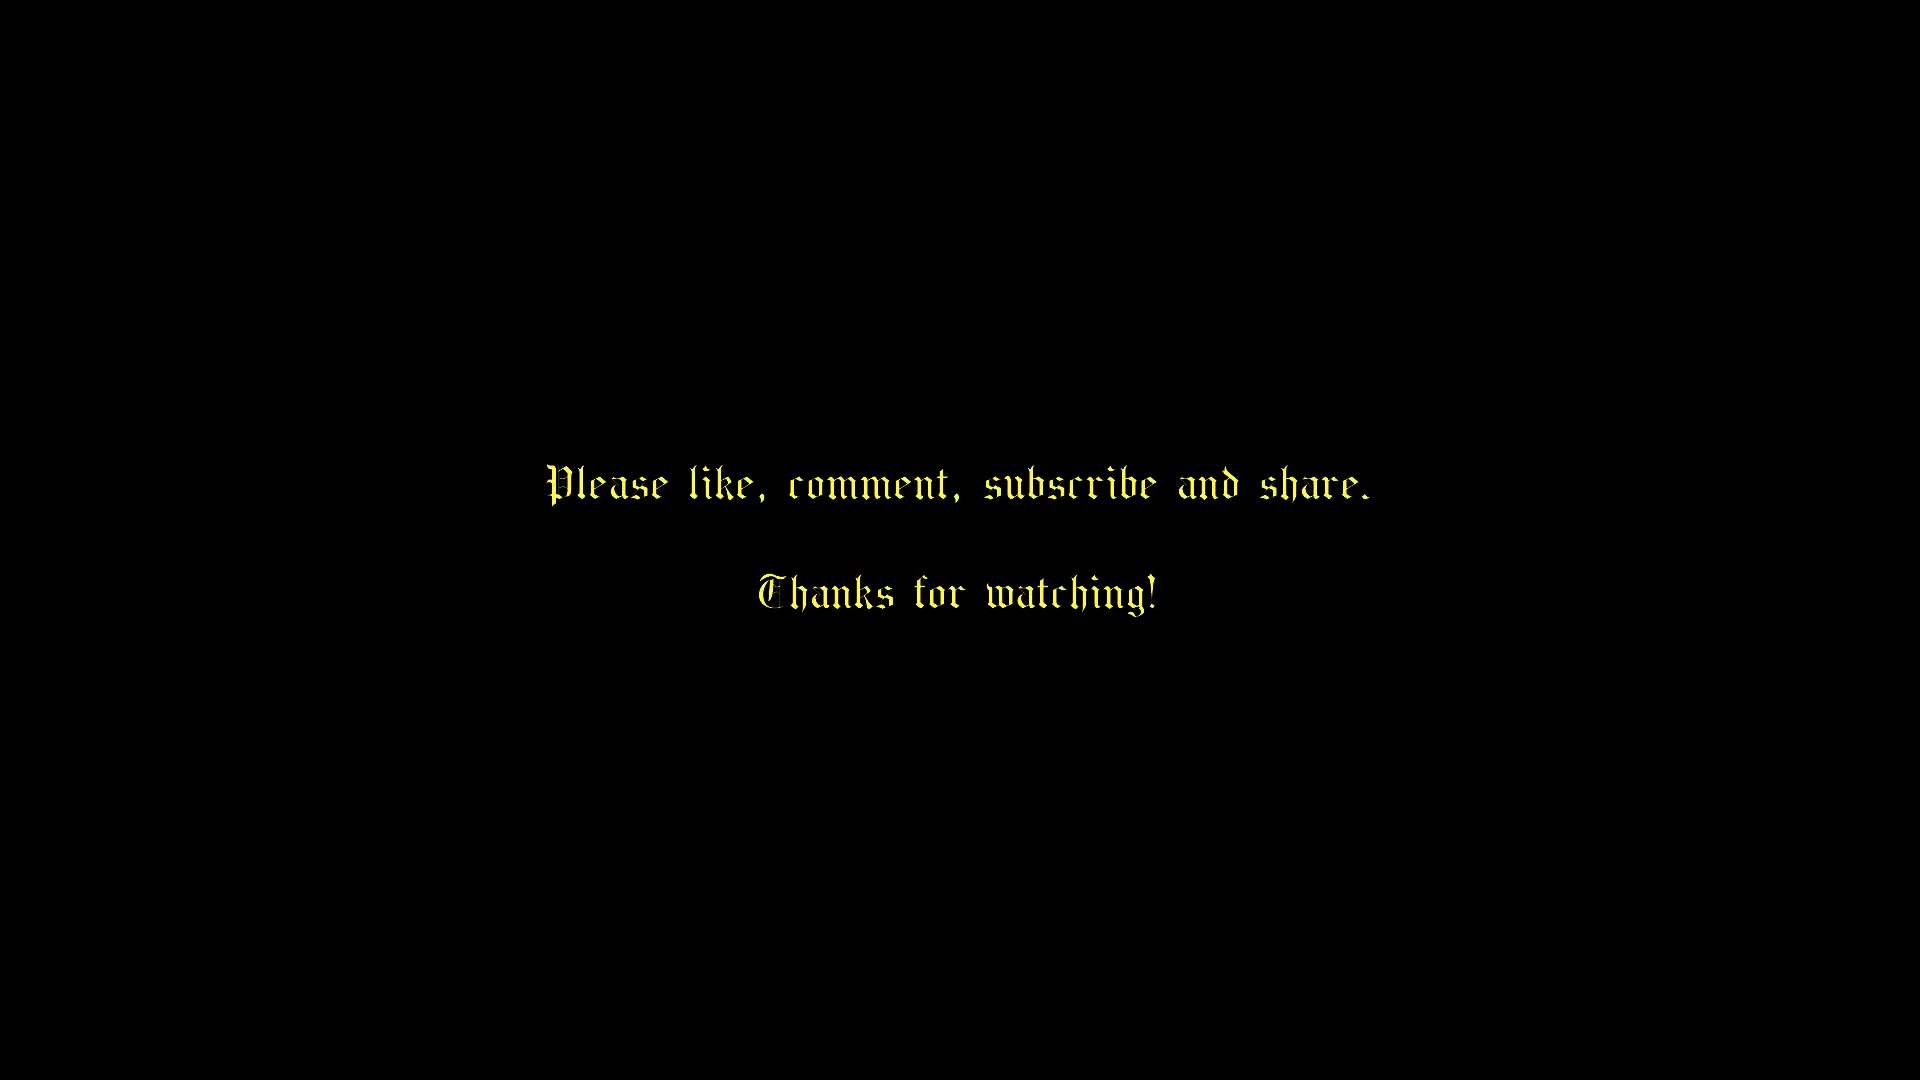 Please like, comment, subscribe and share.
Thanks for watching!